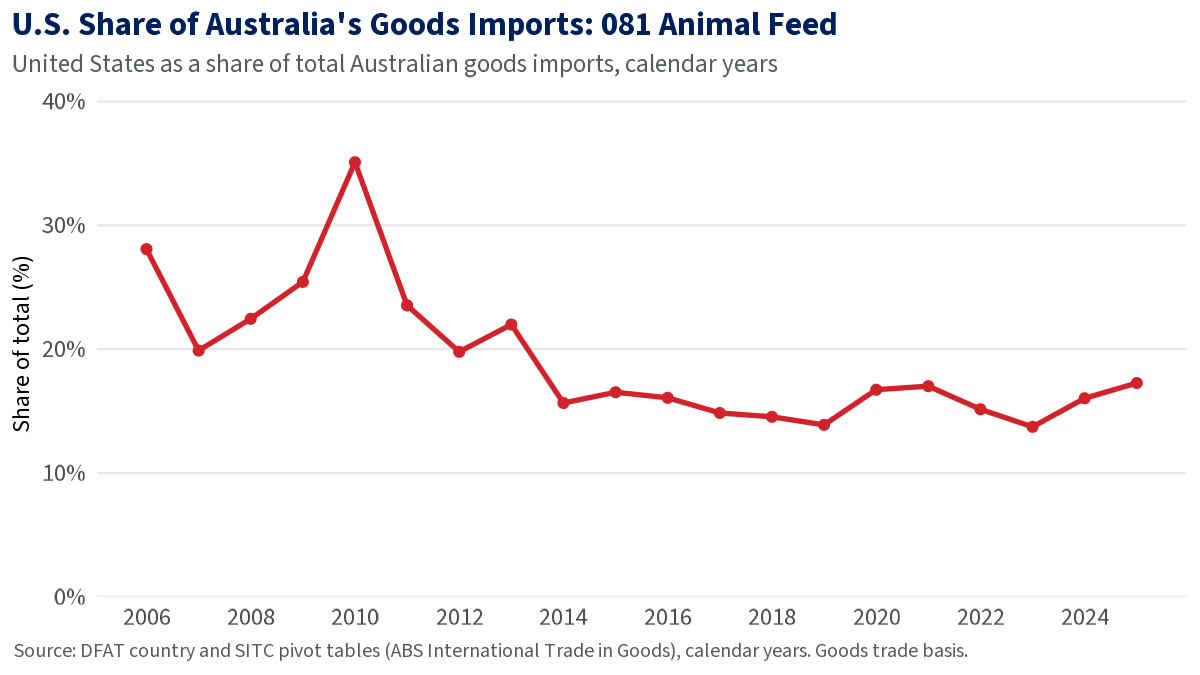 U.S. Share of Australia's Goods Imports: 081 Animal Feed
United States as a share of total Australian goods imports, calendar years
Share of total (%)
40%
30%
20%
10%
0%
2006 2008 2010 2012 2014 2016 2018 2020 2022 2024
Source: DFAT country and SITC pivot tables (ABS International Trade in Goods), calendar years. Goods trade basis.